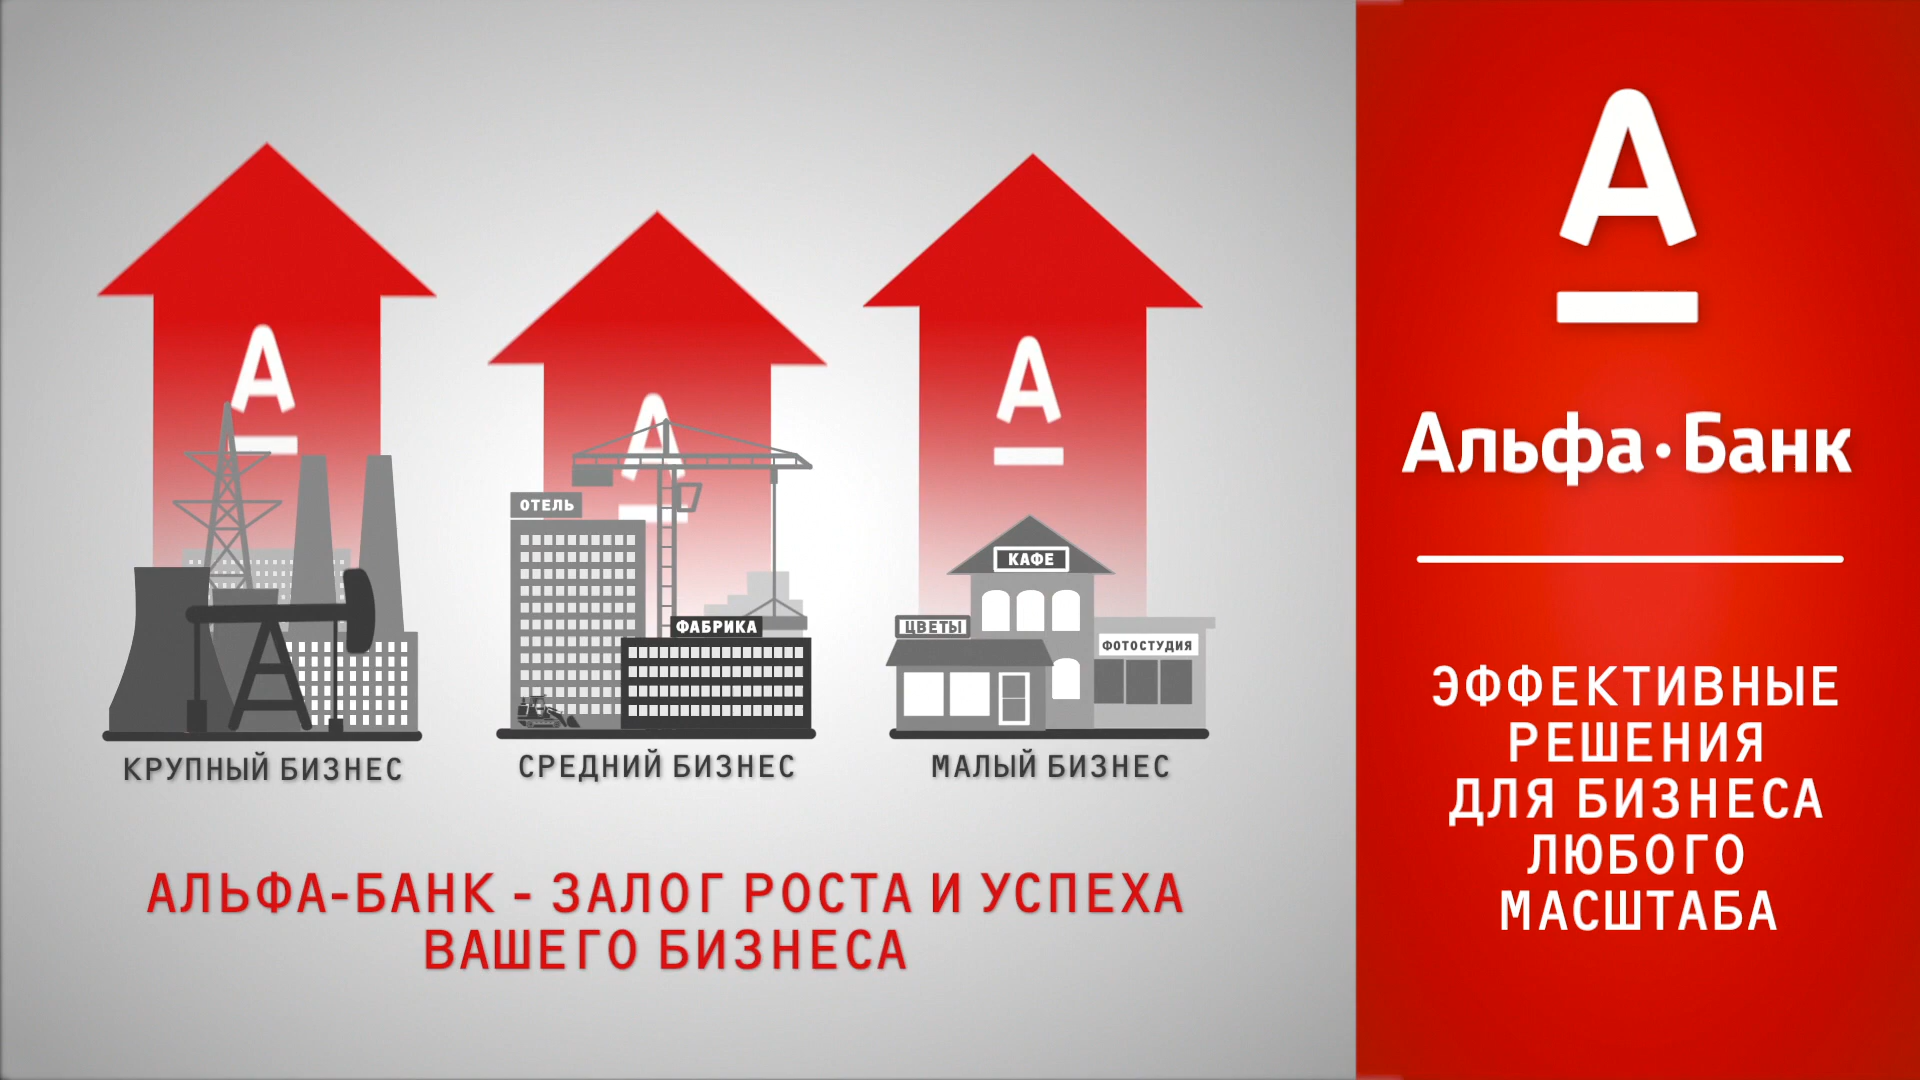 А
А
А
ОТЕЛЬ
ФАБРИКА
КАФЕ
ЦВЕТЫ
ФОТОСТУДИЯ
КРУПНЫЙ БИЗНЕС
СРЕДНИЙ БИЗНЕС
МАЛЫЙ БИЗНЕС
АЛЬФА-БАНК - ЗАЛОГ РОСТА И УСПЕХА
ВАШЕГО БИЗНЕСА
А
Альфа·Банк
ЭФФЕКТИВНЫЕ
РЕШЕНИЯ
ДЛЯ БИЗНЕСА
ЛЮБОГО
МАСШТАБА